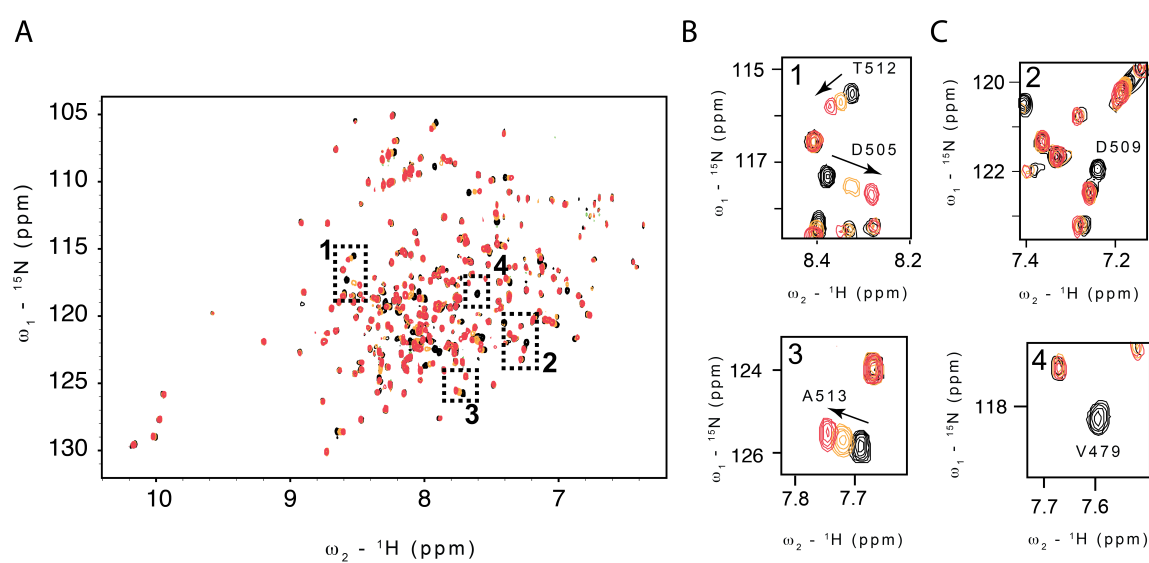 A
B
C
105
110
115
120
125
130
ω1 - 15N (ppm)
10
9
8
7
ω2 - 1H (ppm)
1
2
3
4
1
T512
D505
115
117
ω1 - 15N (ppm)
8.4
8.2
ω2 - 1H (ppm)
2
D509
120
122
ω1 - 15N (ppm)
7.4
7.2
ω2 - 1H (ppm)
3
A513
124
126
ω1 - 15N (ppm)
7.8
7.7
ω2 - 1H (ppm)
4
V479
118
ω1 - 15N (ppm)
7.7
7.6
ω2 - 1H (ppm)